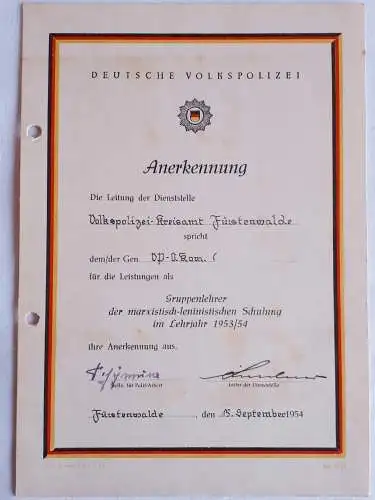 DEUTSCHE VOLKSPOLIZEI
Anerkennung
Die Leitung der Dienststelle
Volkspolizei-Kreisamt Fürstenwalde
spricht
dem/der Gen. VP-O.Kom.
für die Leistungen als
Gruppenlehrer
der marxistisch-leninistischen Schulung
im Lehrjahr 1953/54
ihre Anerkennung aus.
Leiter der Dienststelle
Fürstenwalde, den 15. September 1954